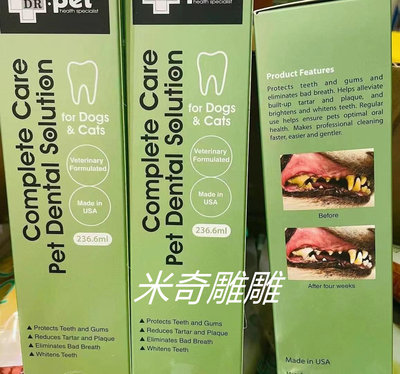 DR.pet
health specialist
Complete Care
Pet Dental Solution
for Dogs
& Cats
Veterinary
Formulated
Made in
USA
236.6ml
Protects Teeth and Gums
Reduces Tartar and Plaque
Eliminates Bad Breath
Whitens Teeth
DR.pet
health specialist
Complete Care
Pet Dental Solution
for Dogs
& Cats
Veterinary
Formulated
Made in
USA
236.6ml
Protects Teeth and Gums
Reduces Tartar and Plaque
Eliminates Bad Breath
Whitens Teeth
Product Features
Protects teeth and gums and
eliminates bad breath. Helps alleviate
built-up tartar and plaque, and
brightens and whitens teeth. Regular
use helps ensure pets optimal oral
health. Makes professional cleaning
faster, easier and gentler.
Before
After four weeks
Made in USA
米奇雕雕